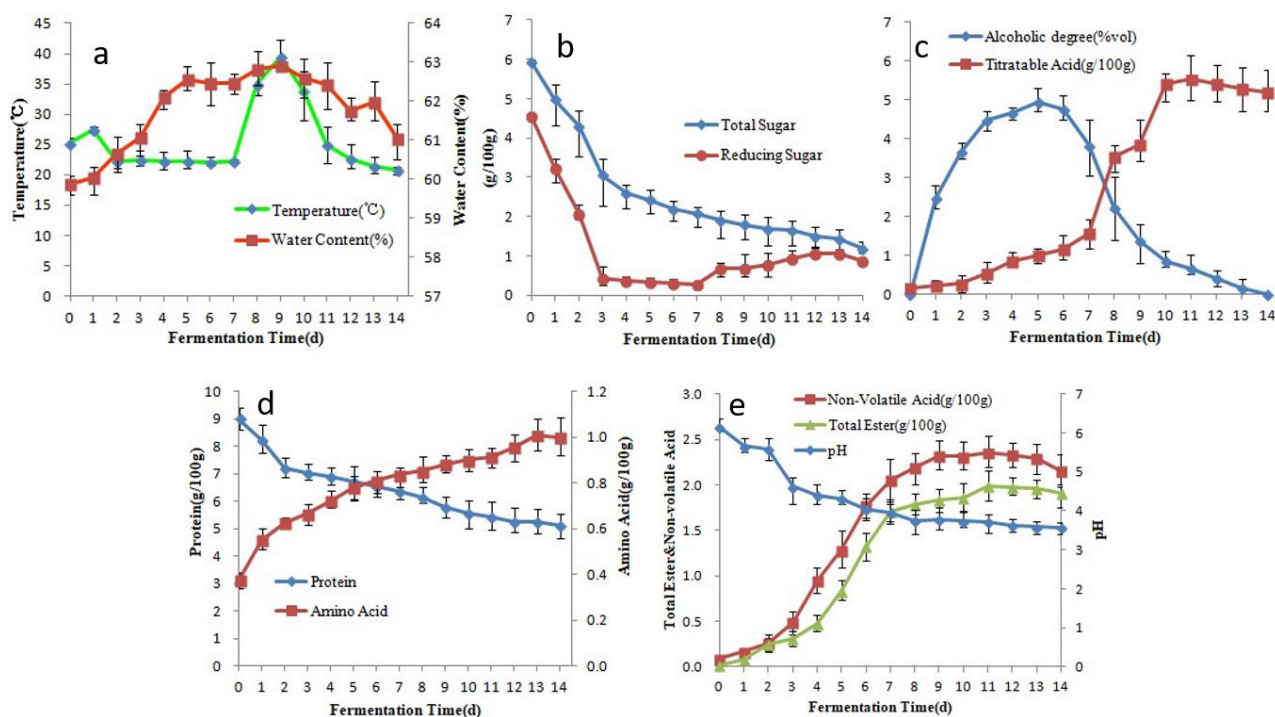 a
45
40
35
30
25
20
15
10
5
0
Temperature(℃)
63
62
61
60
59
58
57
Water Content(%)
Temperature(℃)
Water Content(%)
0 1 2 3 4 5 6 7 8 9 10 11 12 13 14
Fermentation Time(d)
b
7
6
5
4
3
2
1
0
(g/100g)
Total Sugar
Reducing Sugar
0 1 2 3 4 5 6 7 8 9 10 11 12 13 14
Fermentation Time(d)
c
7
6
5
4
3
2
1
0
Alcoholic degree(%vol)
Titratable Acid(g/100g)
0 1 2 3 4 5 6 7 8 9 10 11 12 13 14
Fermentation Time(d)
d
10
9
8
7
6
5
4
3
2
1
0
Protein(g/100g)
1.2
1.0
0.8
0.6
0.4
0.2
0.0
Amino Acid(g/100g)
Protein
Amino Acid
0 1 2 3 4 5 6 7 8 9 10 11 12 13 14
Fermentation Time(d)
e
3.0
2.5
2.0
1.5
1.0
0.5
0.0
Total Ester&Non-volatile Acid
7
6
5
4
3
2
1
0
pH
Non-Volatile Acid(g/100g)
Total Ester(g/100g)
pH
0 1 2 3 4 5 6 7 8 9 10 11 12 13 14
Fermentation Time(d)